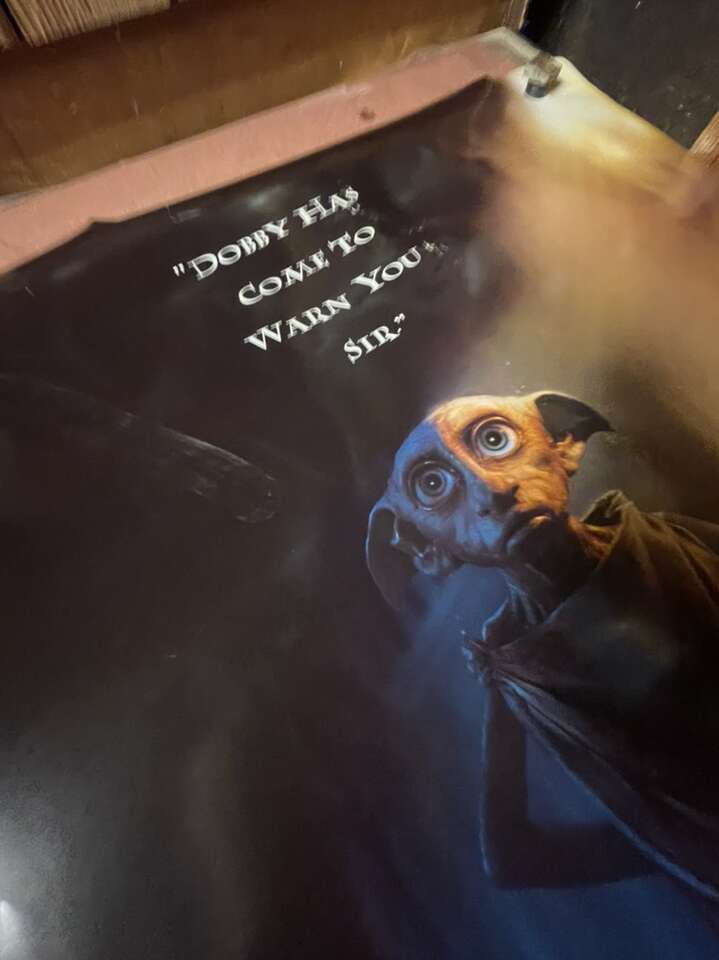 "Dobby Has
Come To
Warn You,
Sir."